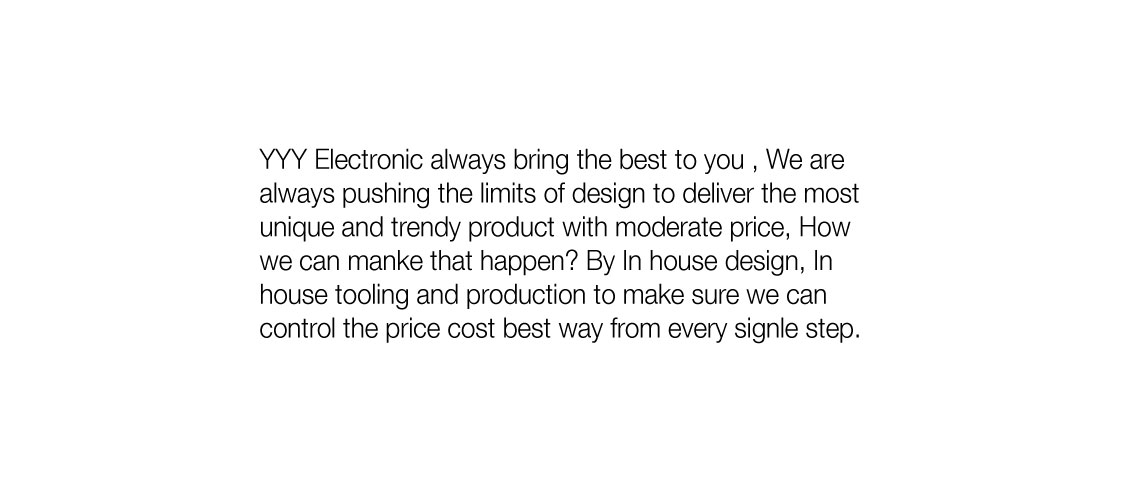 YYY Electronic always bring the best to you , We are
always pushing the limits of design to deliver the most
unique and trendy product with moderate price, How
we can manke that happen? By In house design, In
house tooling and production to make sure we can
control the price cost best way from every signle step.